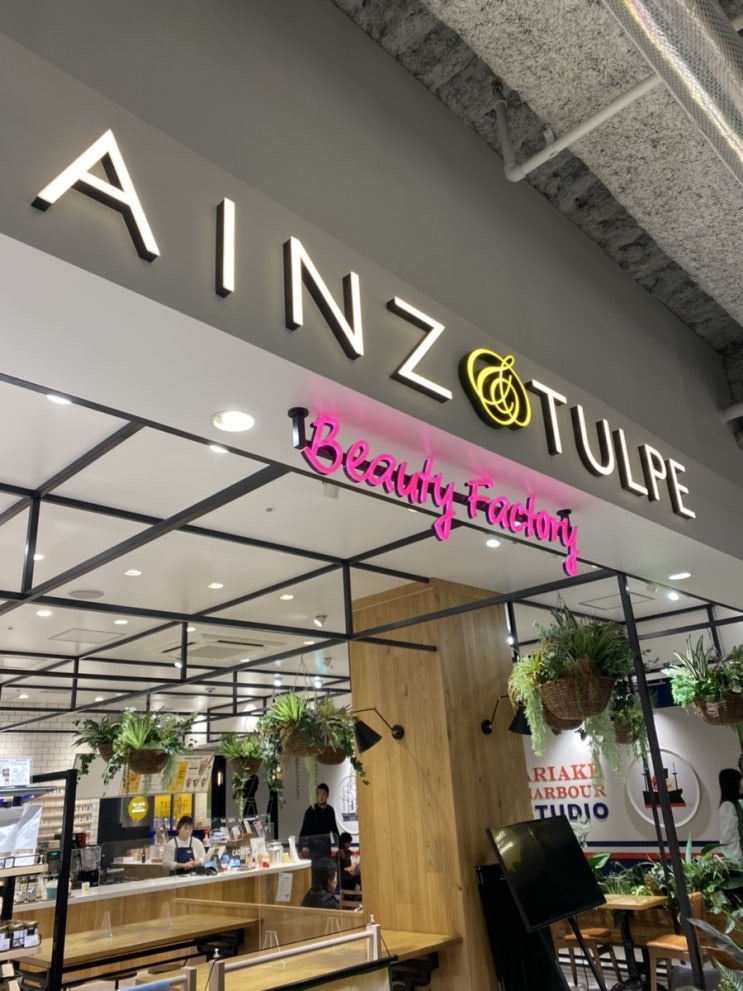 AINZ & TULPE
Beauty Factory
ARIAKE
HARBOUR
STUDIO